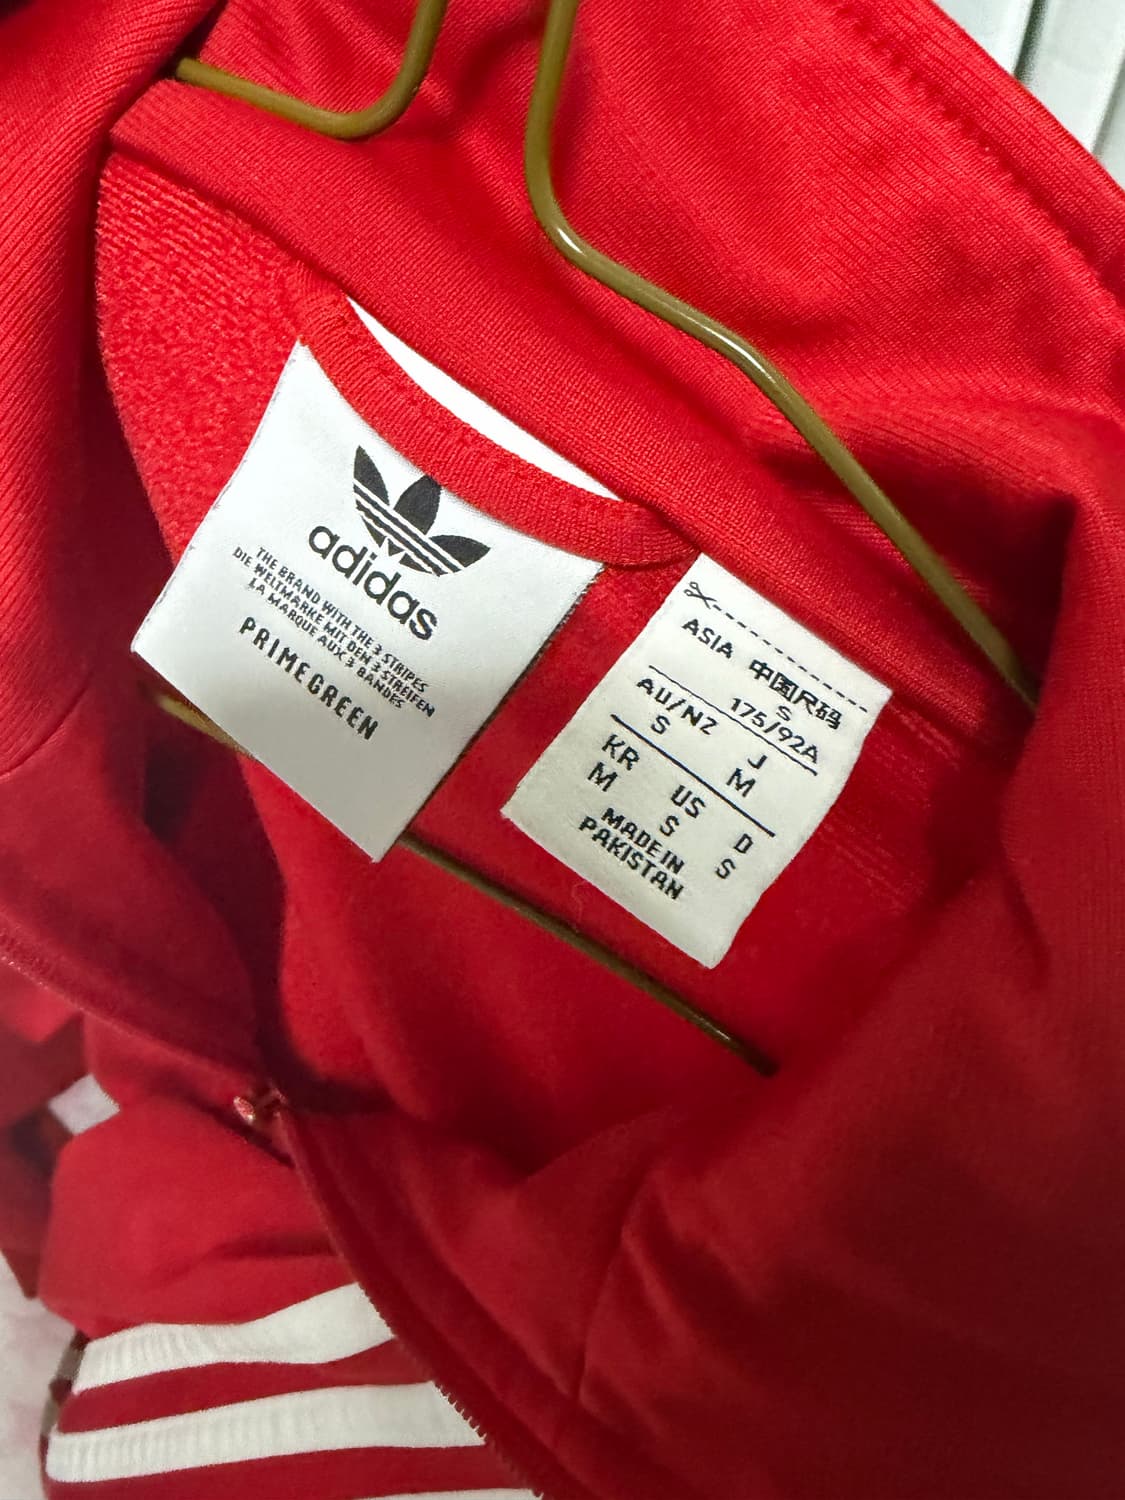 adidas
THE BRAND WITH THE 3 STRIPES
DIE WELTMARKE MIT DEN 3 STREIFEN
LA MARQUE AUX 3 BANDES
PRIMEGREEN
ASIA 中国尺码
S 175/92A
AU/NZ J
S M
KR US D
M S S
MADE IN
PAKISTAN